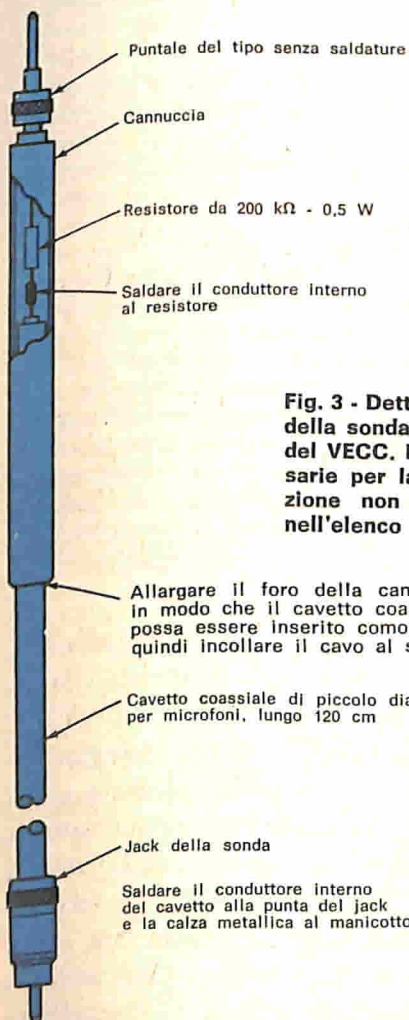 Puntale del tipo senza saldature
Cannuccia
Resistore da 200 kΩ - 0,5 W
Saldare il conduttore interno
al resistore
Fig. 3 - Dett
della sonda
del VECC.
sarie per la
zione non
nell'elenco
Allargare il foro della can
in modo che il cavetto coa
possa essere inserito como
quindi incollare il cavo al s
Cavetto coassiale di piccolo dia
per microfoni, lungo 120 cm
Jack della sonda
Saldare il conduttore interno
del cavetto alla punta del jack
e la calza metallica al manicotto